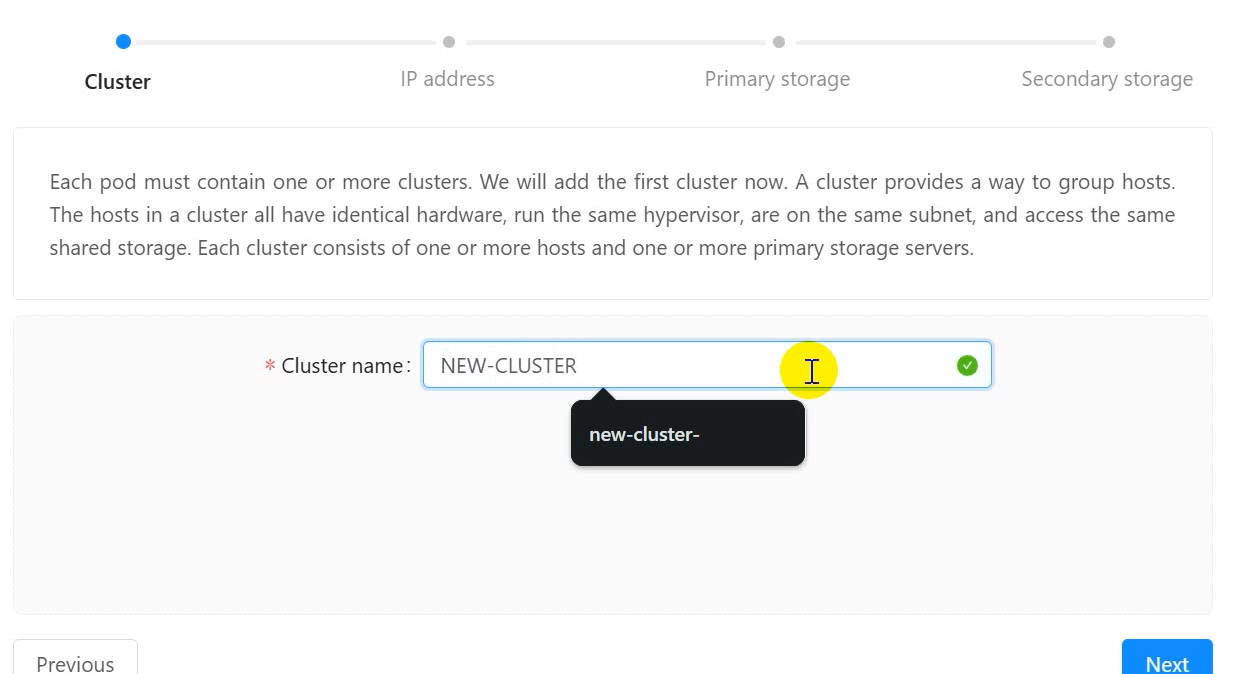 Cluster
IP address
Primary storage
Secondary storage
Each pod must contain one or more clusters. We will add the first cluster now. A cluster provides a way to group hosts.
The hosts in a cluster all have identical hardware, run the same hypervisor, are on the same subnet, and access the same
shared storage. Each cluster consists of one or more hosts and one or more primary storage servers.
* Cluster name: NEW-CLUSTER
new-cluster-
Previous
Next